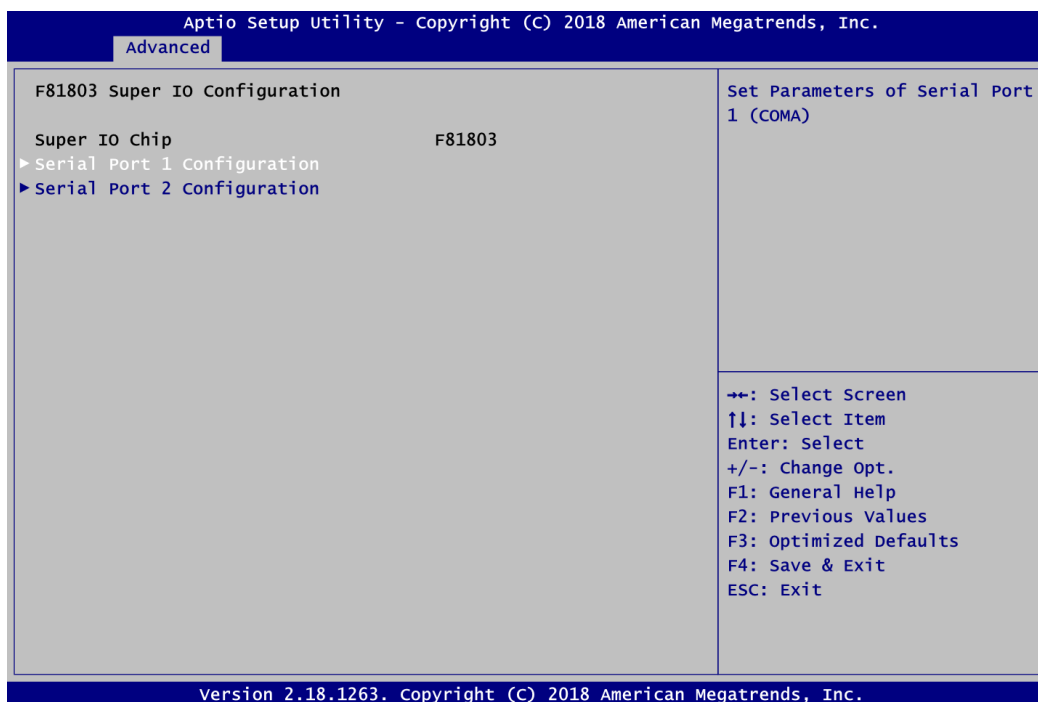 Aptio Setup Utility - Copyright (C) 2018 American Megatrends, Inc.
Advanced
F81803 Super IO Configuration
Super IO Chip F81803
▶ Serial Port 1 Configuration
▶ Serial Port 2 Configuration
Set Parameters of Serial Port
1 (COMA)
→←: Select Screen
↑↓: Select Item
Enter: Select
+/-: Change Opt.
F1: General Help
F2: Previous Values
F3: Optimized Defaults
F4: Save & Exit
ESC: Exit
Version 2.18.1263. Copyright (C) 2018 American Megatrends, Inc.